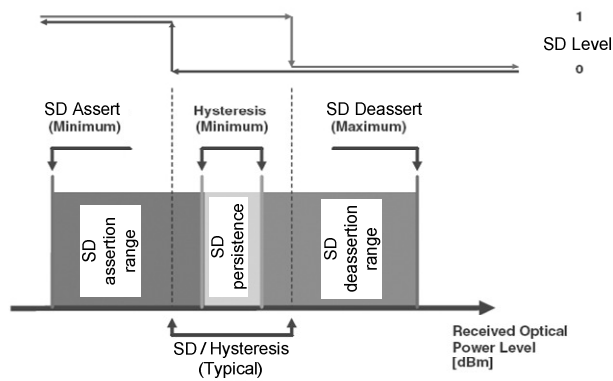 1
SD Level
0
SD Assert
(Minimum)
Hysteresis
(Minimum)
SD Deassert
(Maximum)
SD
assertion
range
SD
persistence
SD
deassertion
range
SD / Hysteresis
(Typical)
Received Optical
Power Level
[dBm]